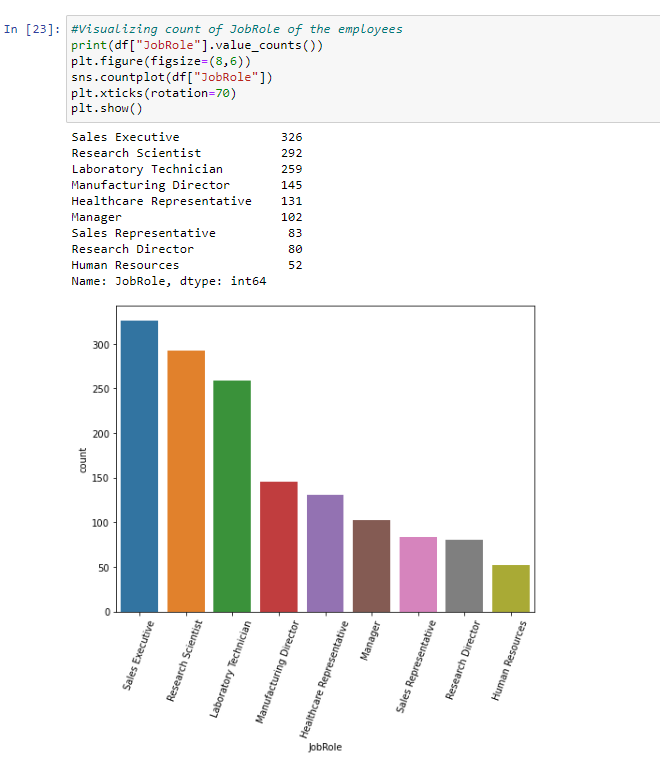 In [23]: #Visualizing count of JobRole of the employees
print(df["JobRole"].value_counts())
plt.figure(figsize=(8,6))
sns.countplot(df["JobRole"])
plt.xticks(rotation=70)
plt.show()
Sales Executive 326
Research Scientist 292
Laboratory Technician 259
Manufacturing Director 145
Healthcare Representative 131
Manager 102
Sales Representative 83
Research Director 80
Human Resources 52
Name: JobRole, dtype: int64
300
250
200
150
100
50
0
count
Sales Executive
Research Scientist
Laboratory Technician
Manufacturing Director
Healthcare Representative
Manager
Sales Representative
Research Director
Human Resources
JobRole